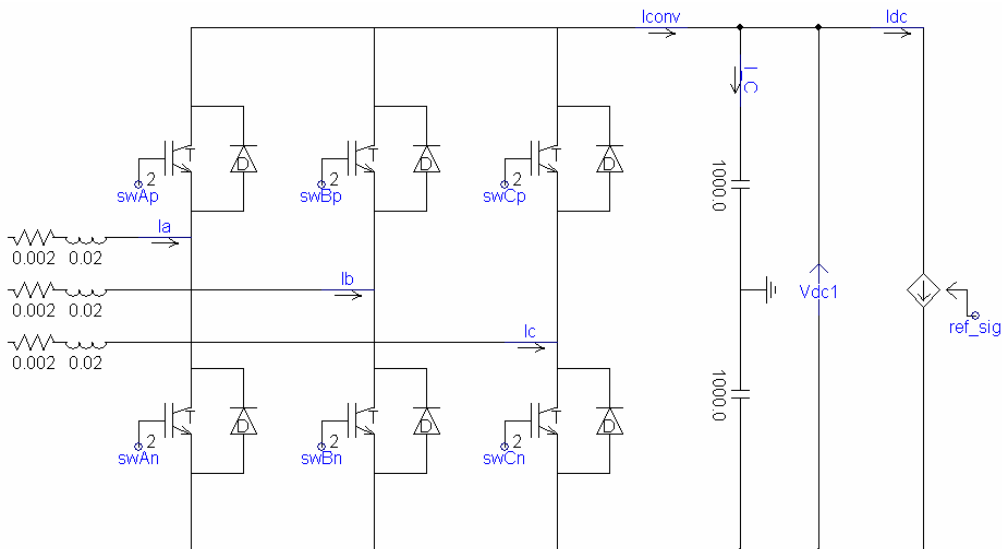 Iconv
Idc
I_C
T
D
2
swAp
T
D
2
swBp
T
D
2
swCp
1000.0
Ia
0.002
0.02
Ib
0.002
0.02
Vdc1
ref_sig
Ic
0.002
0.02
1000.0
T
D
2
swAn
T
D
2
swBn
T
D
2
swCn